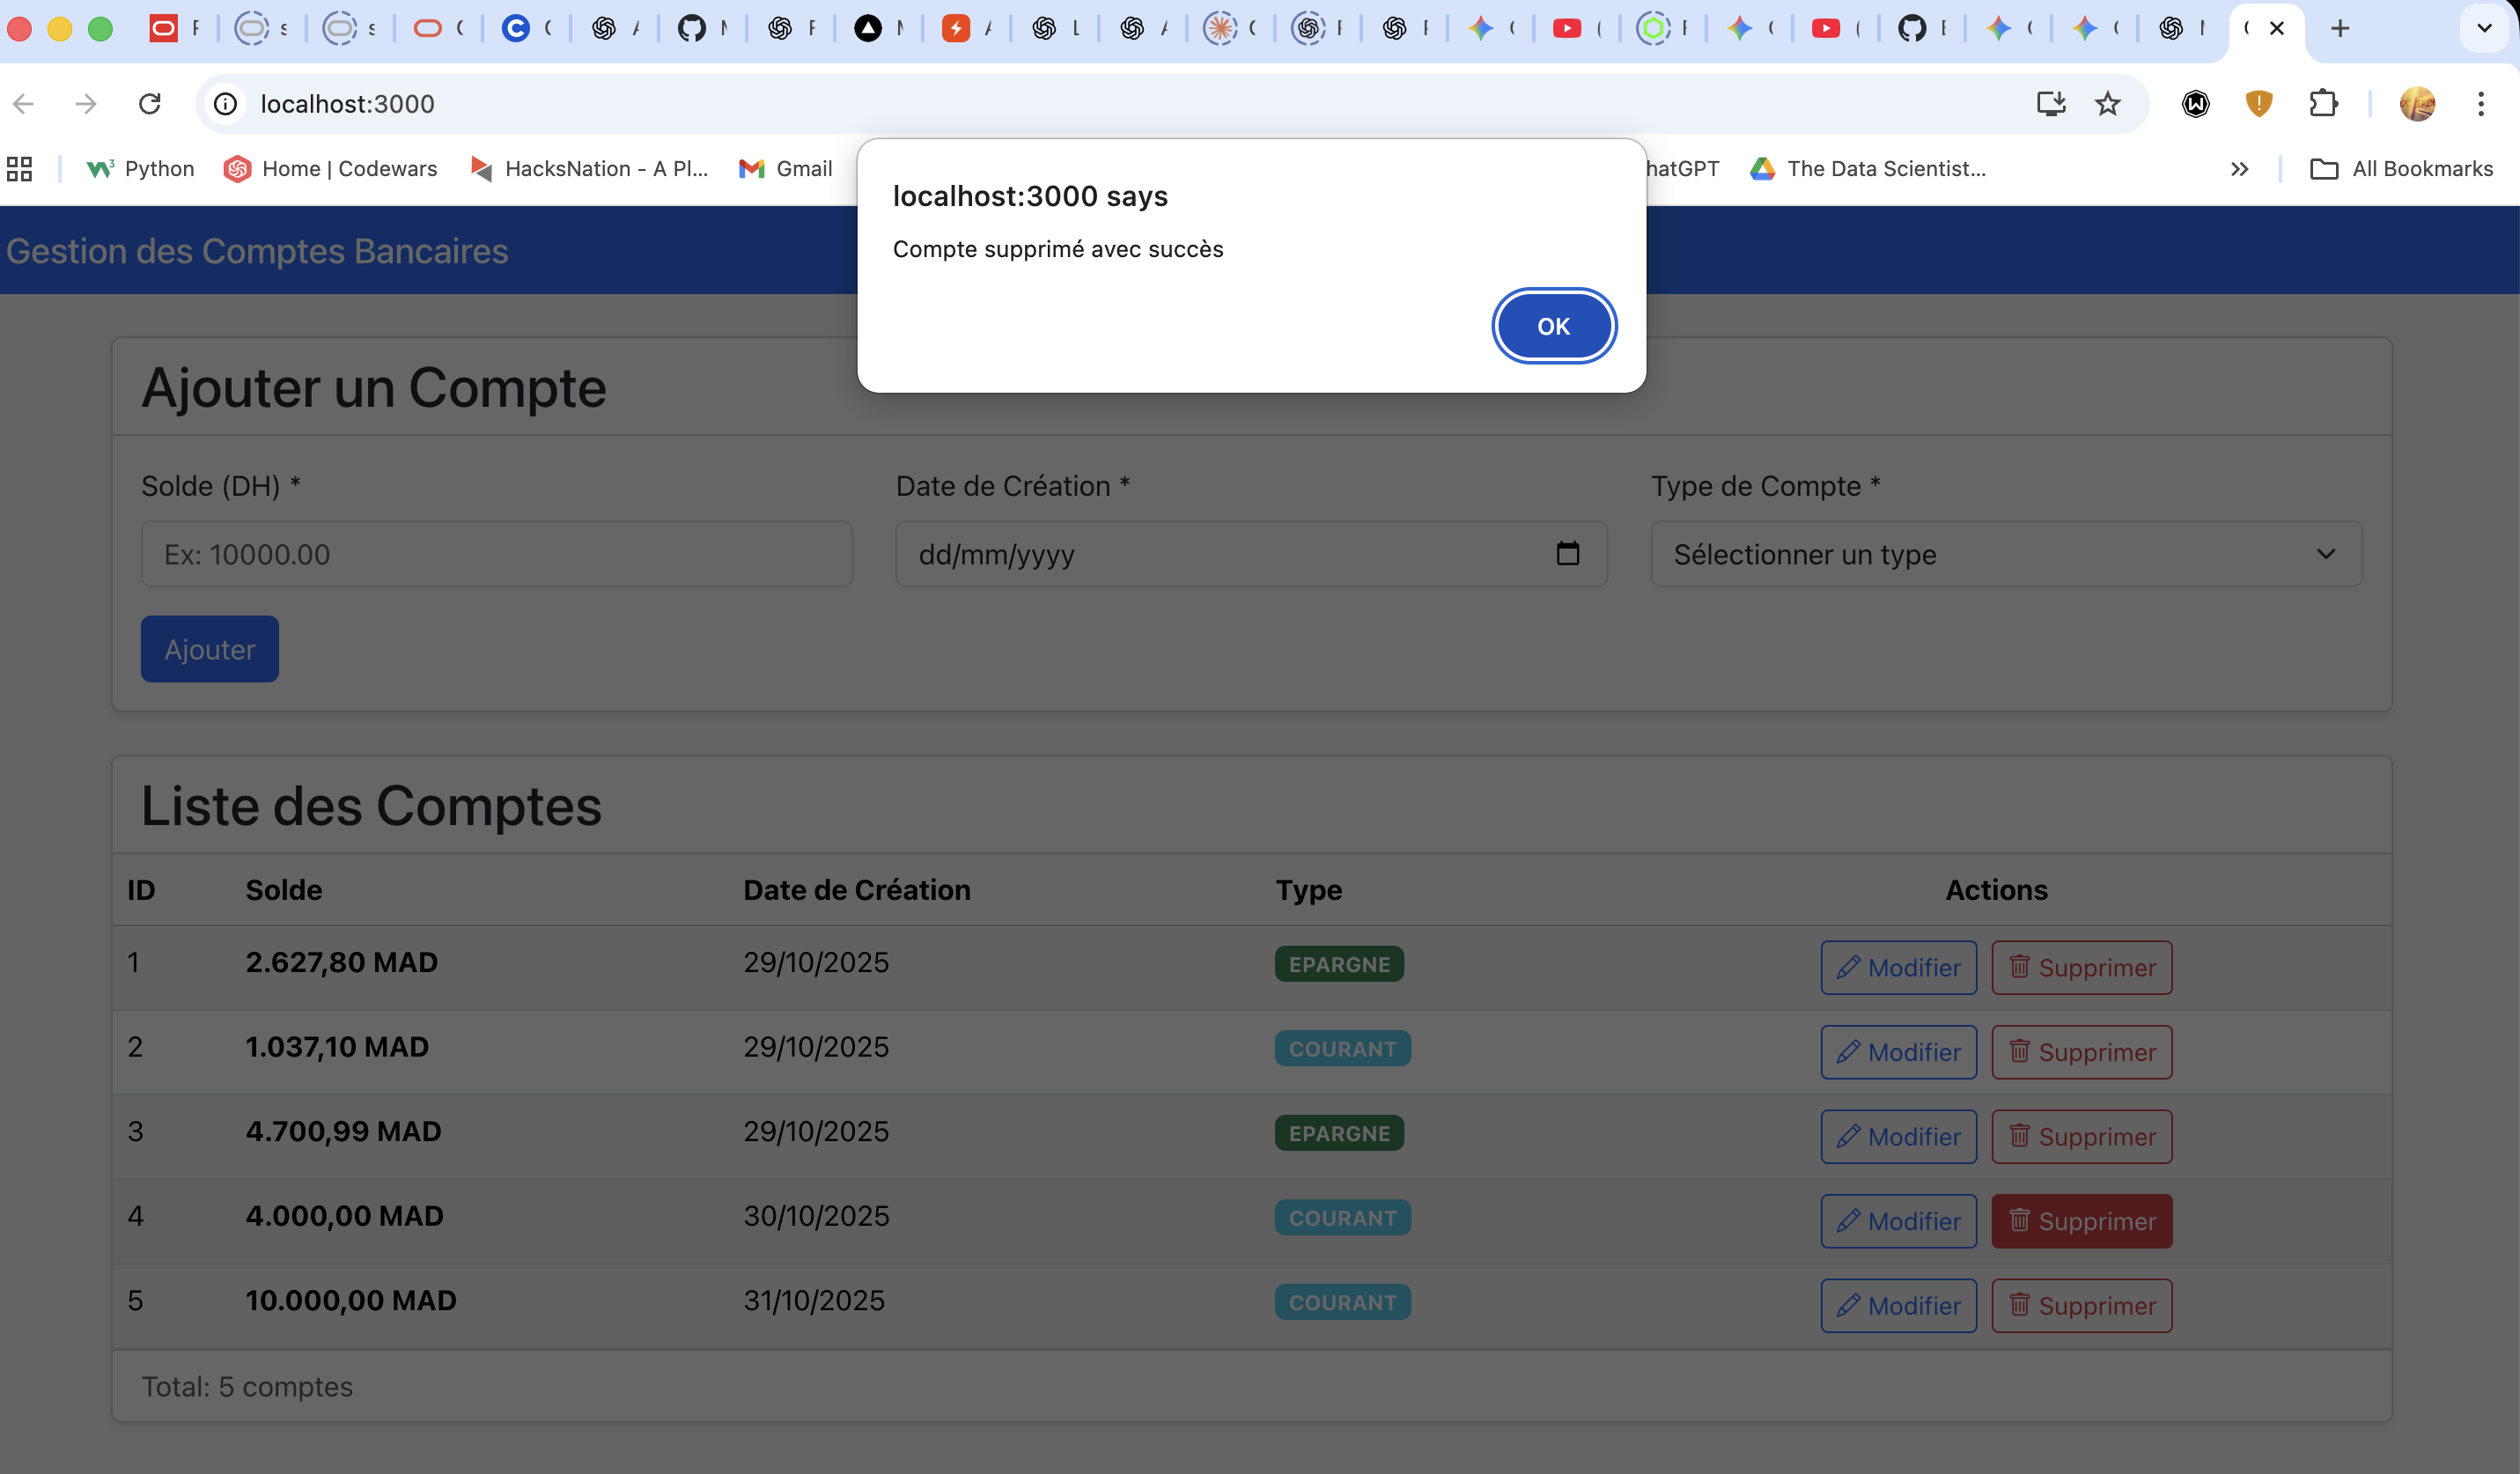 localhost:3000
Python
Home | Codewars
HacksNation - A Pl...
Gmail
hatGPT
The Data Scientist...
All Bookmarks
localhost:3000 says
Compte supprimé avec succès
OK
Gestion des Comptes Bancaires
Ajouter un Compte
Solde (DH) * Date de Création * Type de Compte *
Ex: 10000.00 dd/mm/yyyy Sélectionner un type
Ajouter
Liste des Comptes
ID Solde Date de Création Type Actions
1 2.627,80 MAD 29/10/2025 EPARGNE Modifier Supprimer
2 1.037,10 MAD 29/10/2025 COURANT Modifier Supprimer
3 4.700,99 MAD 29/10/2025 EPARGNE Modifier Supprimer
4 4.000,00 MAD 30/10/2025 COURANT Modifier Supprimer
5 10.000,00 MAD 31/10/2025 COURANT Modifier Supprimer
Total: 5 comptes